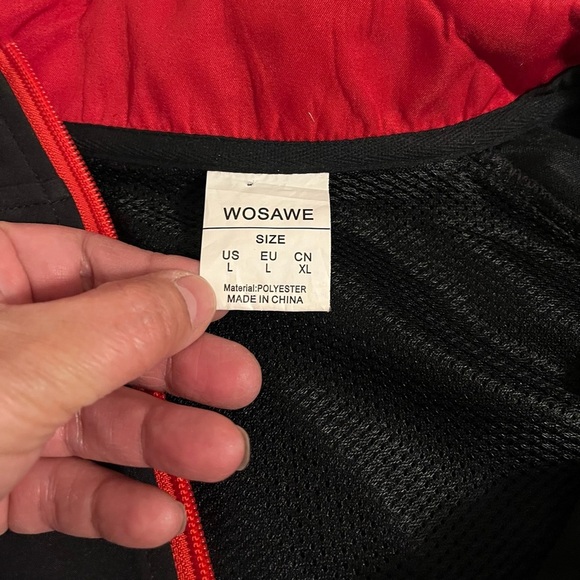 WOSAWE
SIZE
US EU CN
L L XL
Material:POLYESTER
MADE IN CHINA